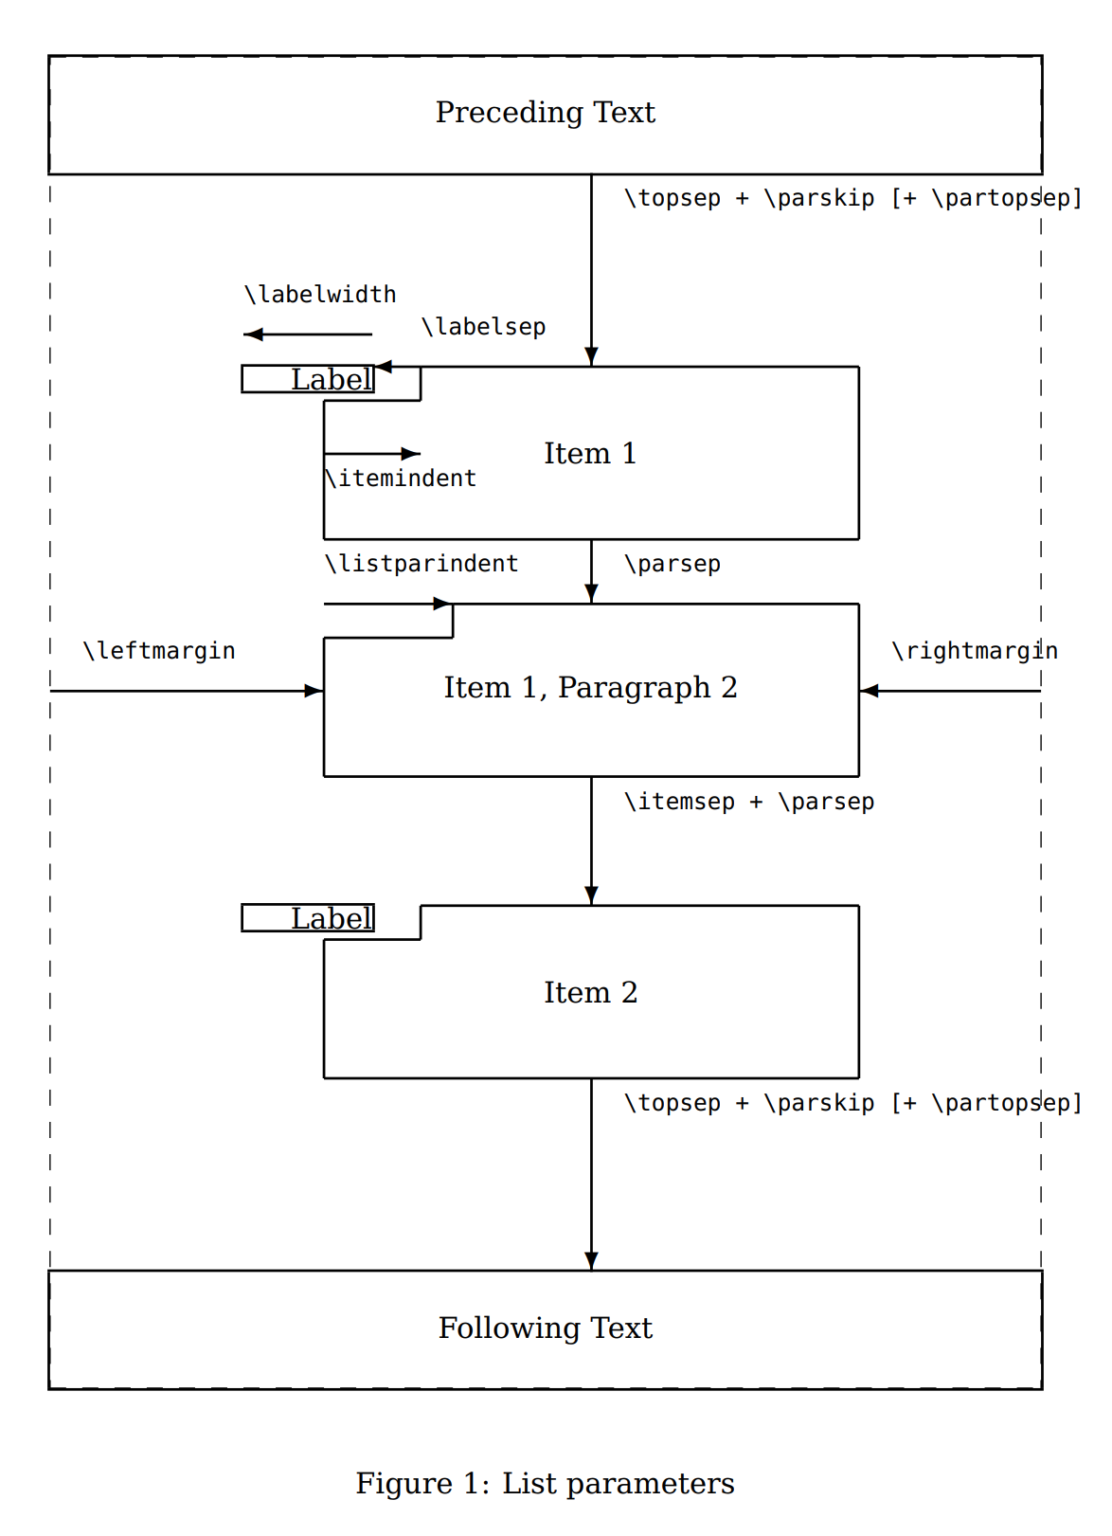 Preceding Text
\topsep + \parskip [+ \partopsep]
\labelwidth
\labelsep
Label
Item 1
\itemindent
\listparindent
\parsep
\leftmargin
\rightmargin
Item 1, Paragraph 2
\itemsep + \parsep
Label
Item 2
\topsep + \parskip [+ \partopsep]
Following Text
Figure 1: List parameters